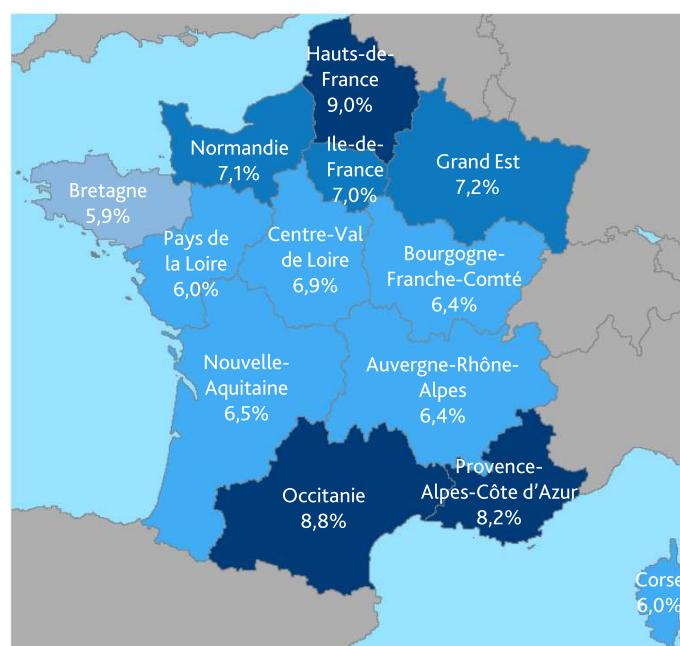 Hauts-de-
France
9,0%
Normandie
7,1%
Ile-de-
France
7,0%
Grand Est
7,2%
Bretagne
5,9%
Pays de
la Loire
6,0%
Centre-Val
de Loire
6,9%
Bourgogne-
Franche-Comté
6,4%
Nouvelle-
Aquitaine
6,5%
Auvergne-Rhône-
Alpes
6,4%
Occitanie
8,8%
Provence-
Alpes-Côte d'Azur
8,2%
Corse
6,0%